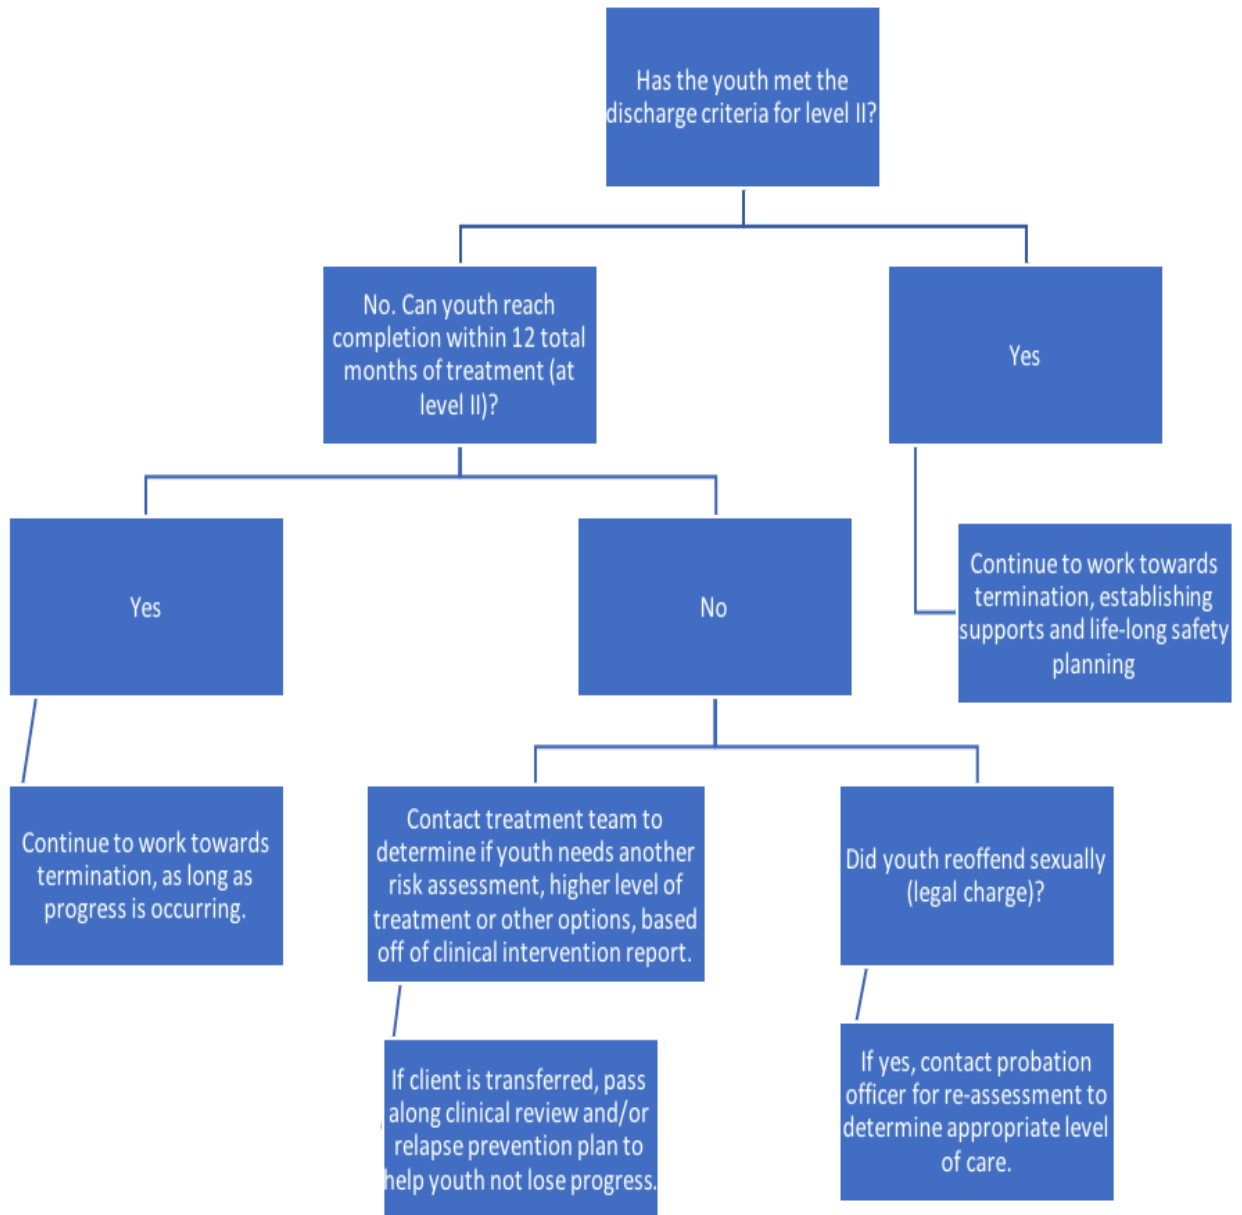 Has the youth met the
discharge criteria for level II?
No. Can youth reach
completion within 12 total
months of treatment (at
level II)?
Yes
Yes
No
Continue to work towards
termination, establishing
supports and life-long safety
planning
Continue to work towards
termination, as long as
progress is occurring.
Contact treatment team to
determine if youth needs another
risk assessment, higher level of
treatment or other options, based
off of clinical intervention report.
Did youth reoffend sexually
(legal charge)?
If client is transferred, pass
along clinical review and/or
relapse prevention plan to
help youth not lose progress.
If yes, contact probation
officer for re-assessment to
determine appropriate level
of care.